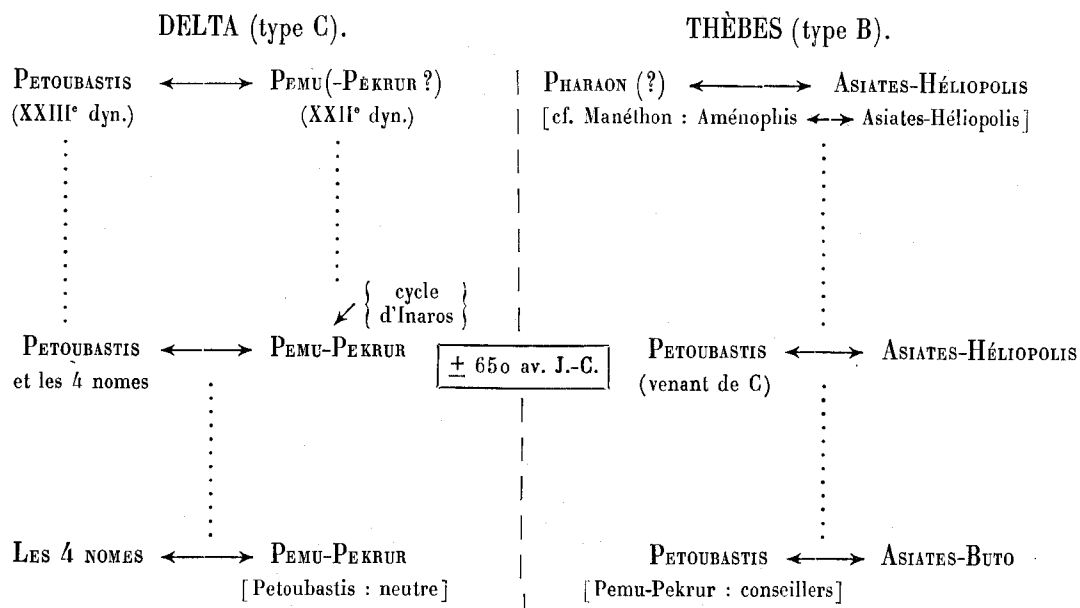 DELTA (type C).
THÈBES (type B).
PETOUBASTIS ⟷ PEMU(-PĖKRUR ?)
(XXIIIᵉ dyn.) (XXIIᵉ dyn.)
PHARAON (?) ⟷ ASIATES-HÉLIOPOLIS
[cf. Manéthon : Aménophis ⟷ Asiates-Héliopolis]
{ cycle
d'Inaros }
PETOUBASTIS ⟷ PEMU-PEKRUR
et les 4 nomes
± 650 av. J.-C.
PETOUBASTIS ⟷ ASIATES-HÉLIOPOLIS
(venant de C)
LES 4 NOMES ⟷ PEMU-PEKRUR
[Petoubastis : neutre]
PETOUBASTIS ⟷ ASIATES-BUTO
[Pemu-Pekrur : conseillers]